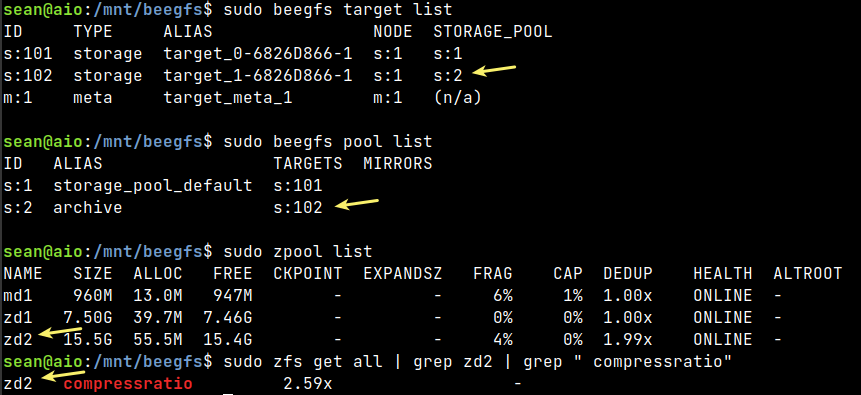 sean@aio:/mnt/beegfs$ sudo beegfs target list
ID     TYPE     ALIAS                NODE  STORAGE_POOL
s:101  storage  target_0-6826D866-1  s:1   s:1
s:102  storage  target_1-6826D866-1  s:1   s:2
m:1    meta     target_meta_1        m:1   (n/a)
sean@aio:/mnt/beegfs$ sudo beegfs pool list
ID   ALIAS                 TARGETS  MIRRORS
s:1  storage_pool_default  s:101
s:2  archive               s:102
sean@aio:/mnt/beegfs$ sudo zpool list
NAME   SIZE  ALLOC   FREE  CKPOINT  EXPANDSZ   FRAG    CAP  DEDUP    HEALTH  ALTROOT
md1    960M  13.0M   947M        -         -     6%     1%  1.00x    ONLINE  -
zd1   7.50G  39.7M  7.46G        -         -     0%     0%  1.00x    ONLINE  -
zd2   15.5G  55.5M  15.4G        -         -     4%     0%  1.99x    ONLINE  -
sean@aio:/mnt/beegfs$ sudo zfs get all | grep zd2 | grep " compressratio"
zd2   compressratio         2.59x                  -